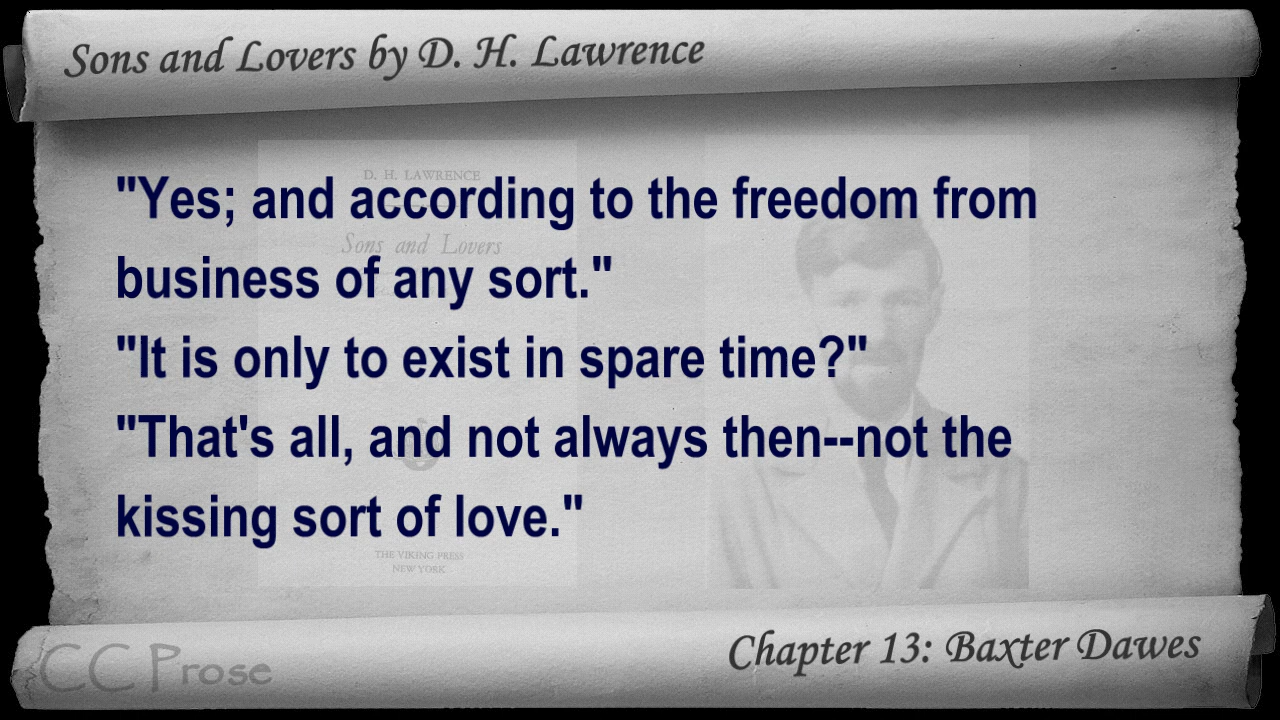 Sons and Lovers by D. H. Lawrence
D. H. LAWRENCE
"Yes; and according to the freedom from
Sons and Lovers
business of any sort."
"It is only to exist in spare time?"
"That's all, and not always then--not the
kissing sort of love."
THE VIKING PRESS
NEW YORK
Chapter 13: Baxter Dawes
CC Prose